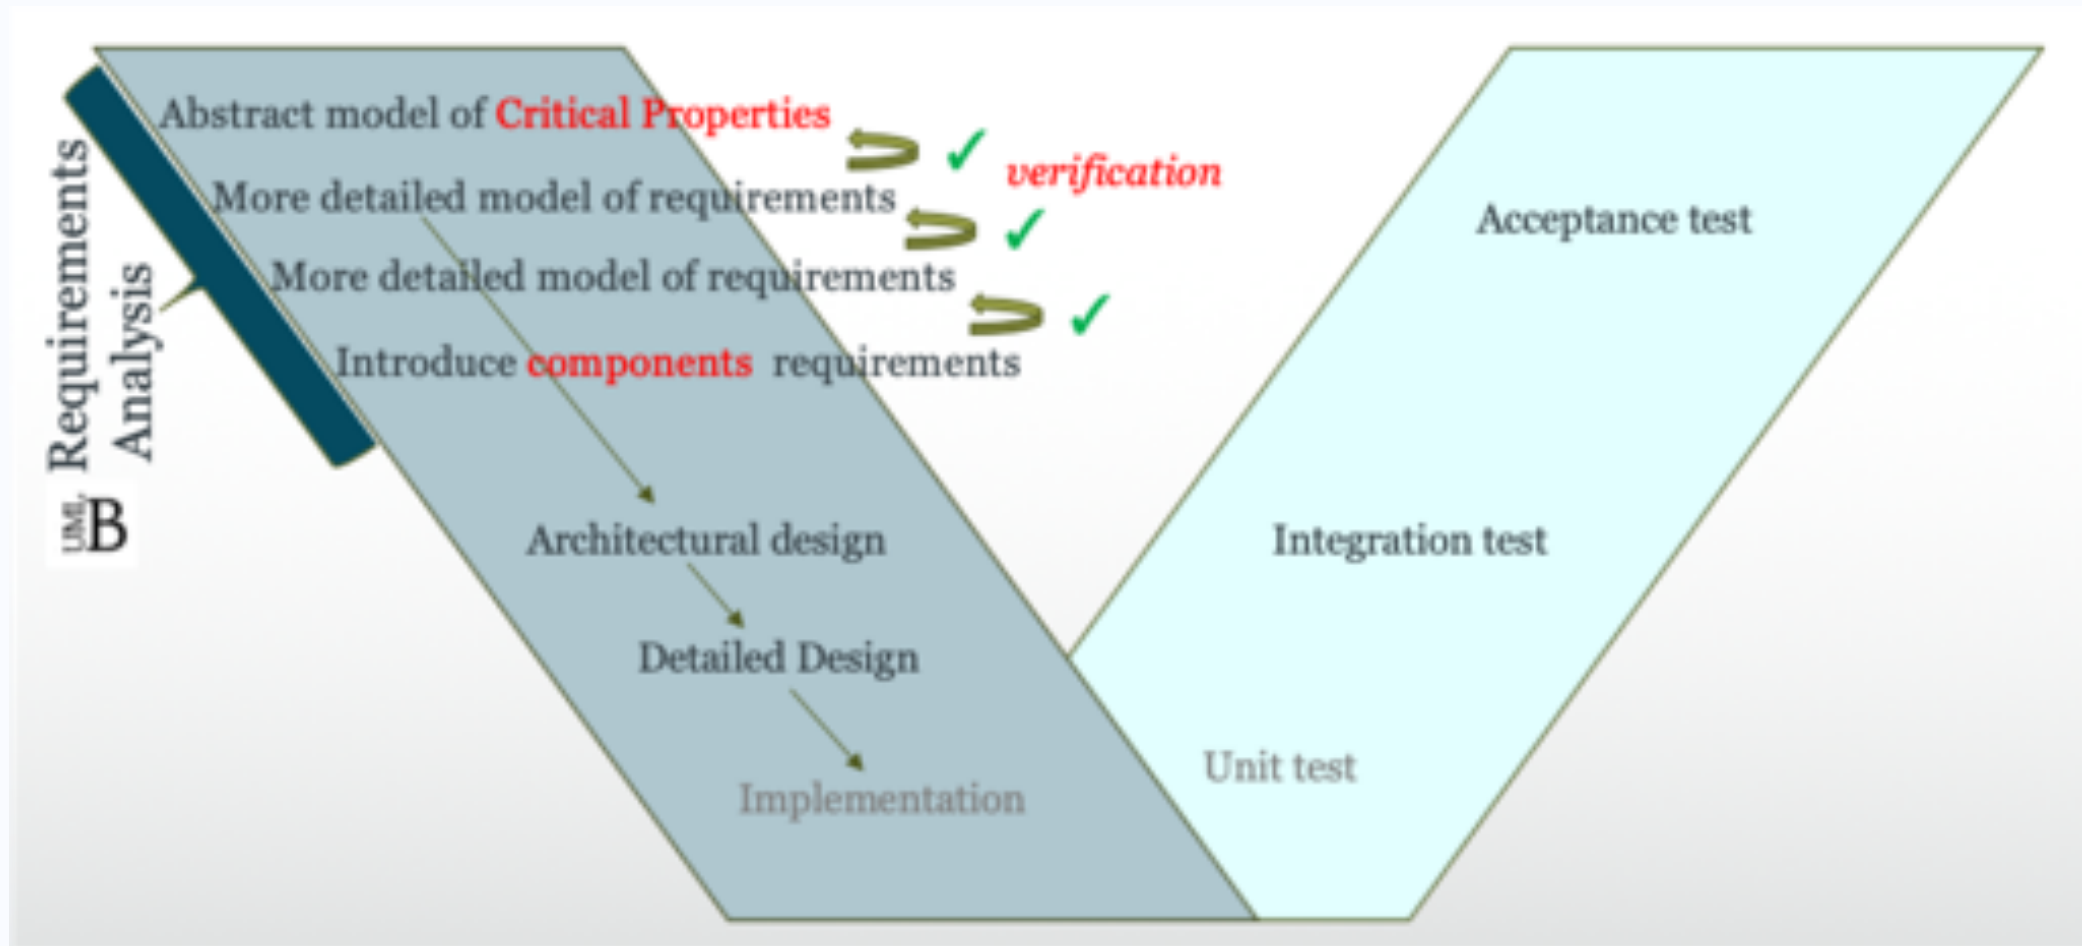 Requirements
Analysis
UML
B
Abstract model of Critical Properties
verification
More detailed model of requirements
More detailed model of requirements
Introduce components requirements
Architectural design
Detailed Design
Implementation
Acceptance test
Integration test
Unit test